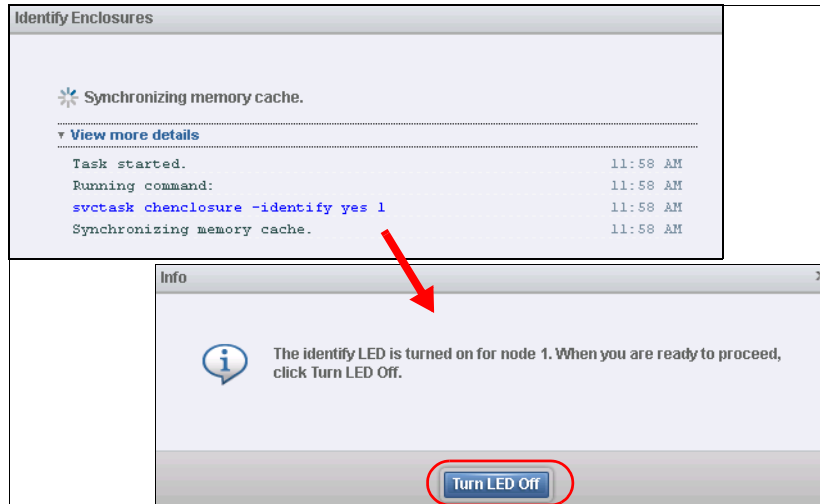 Identify Enclosures
Synchronizing memory cache.
View more details
Task started. 11:58 AM
Running command: 11:58 AM
svctask chenclosure -identify yes 1 11:58 AM
Synchronizing memory cache. 11:58 AM
Info
The identify LED is turned on for node 1. When you are ready to proceed,
click Turn LED Off.
Turn LED Off